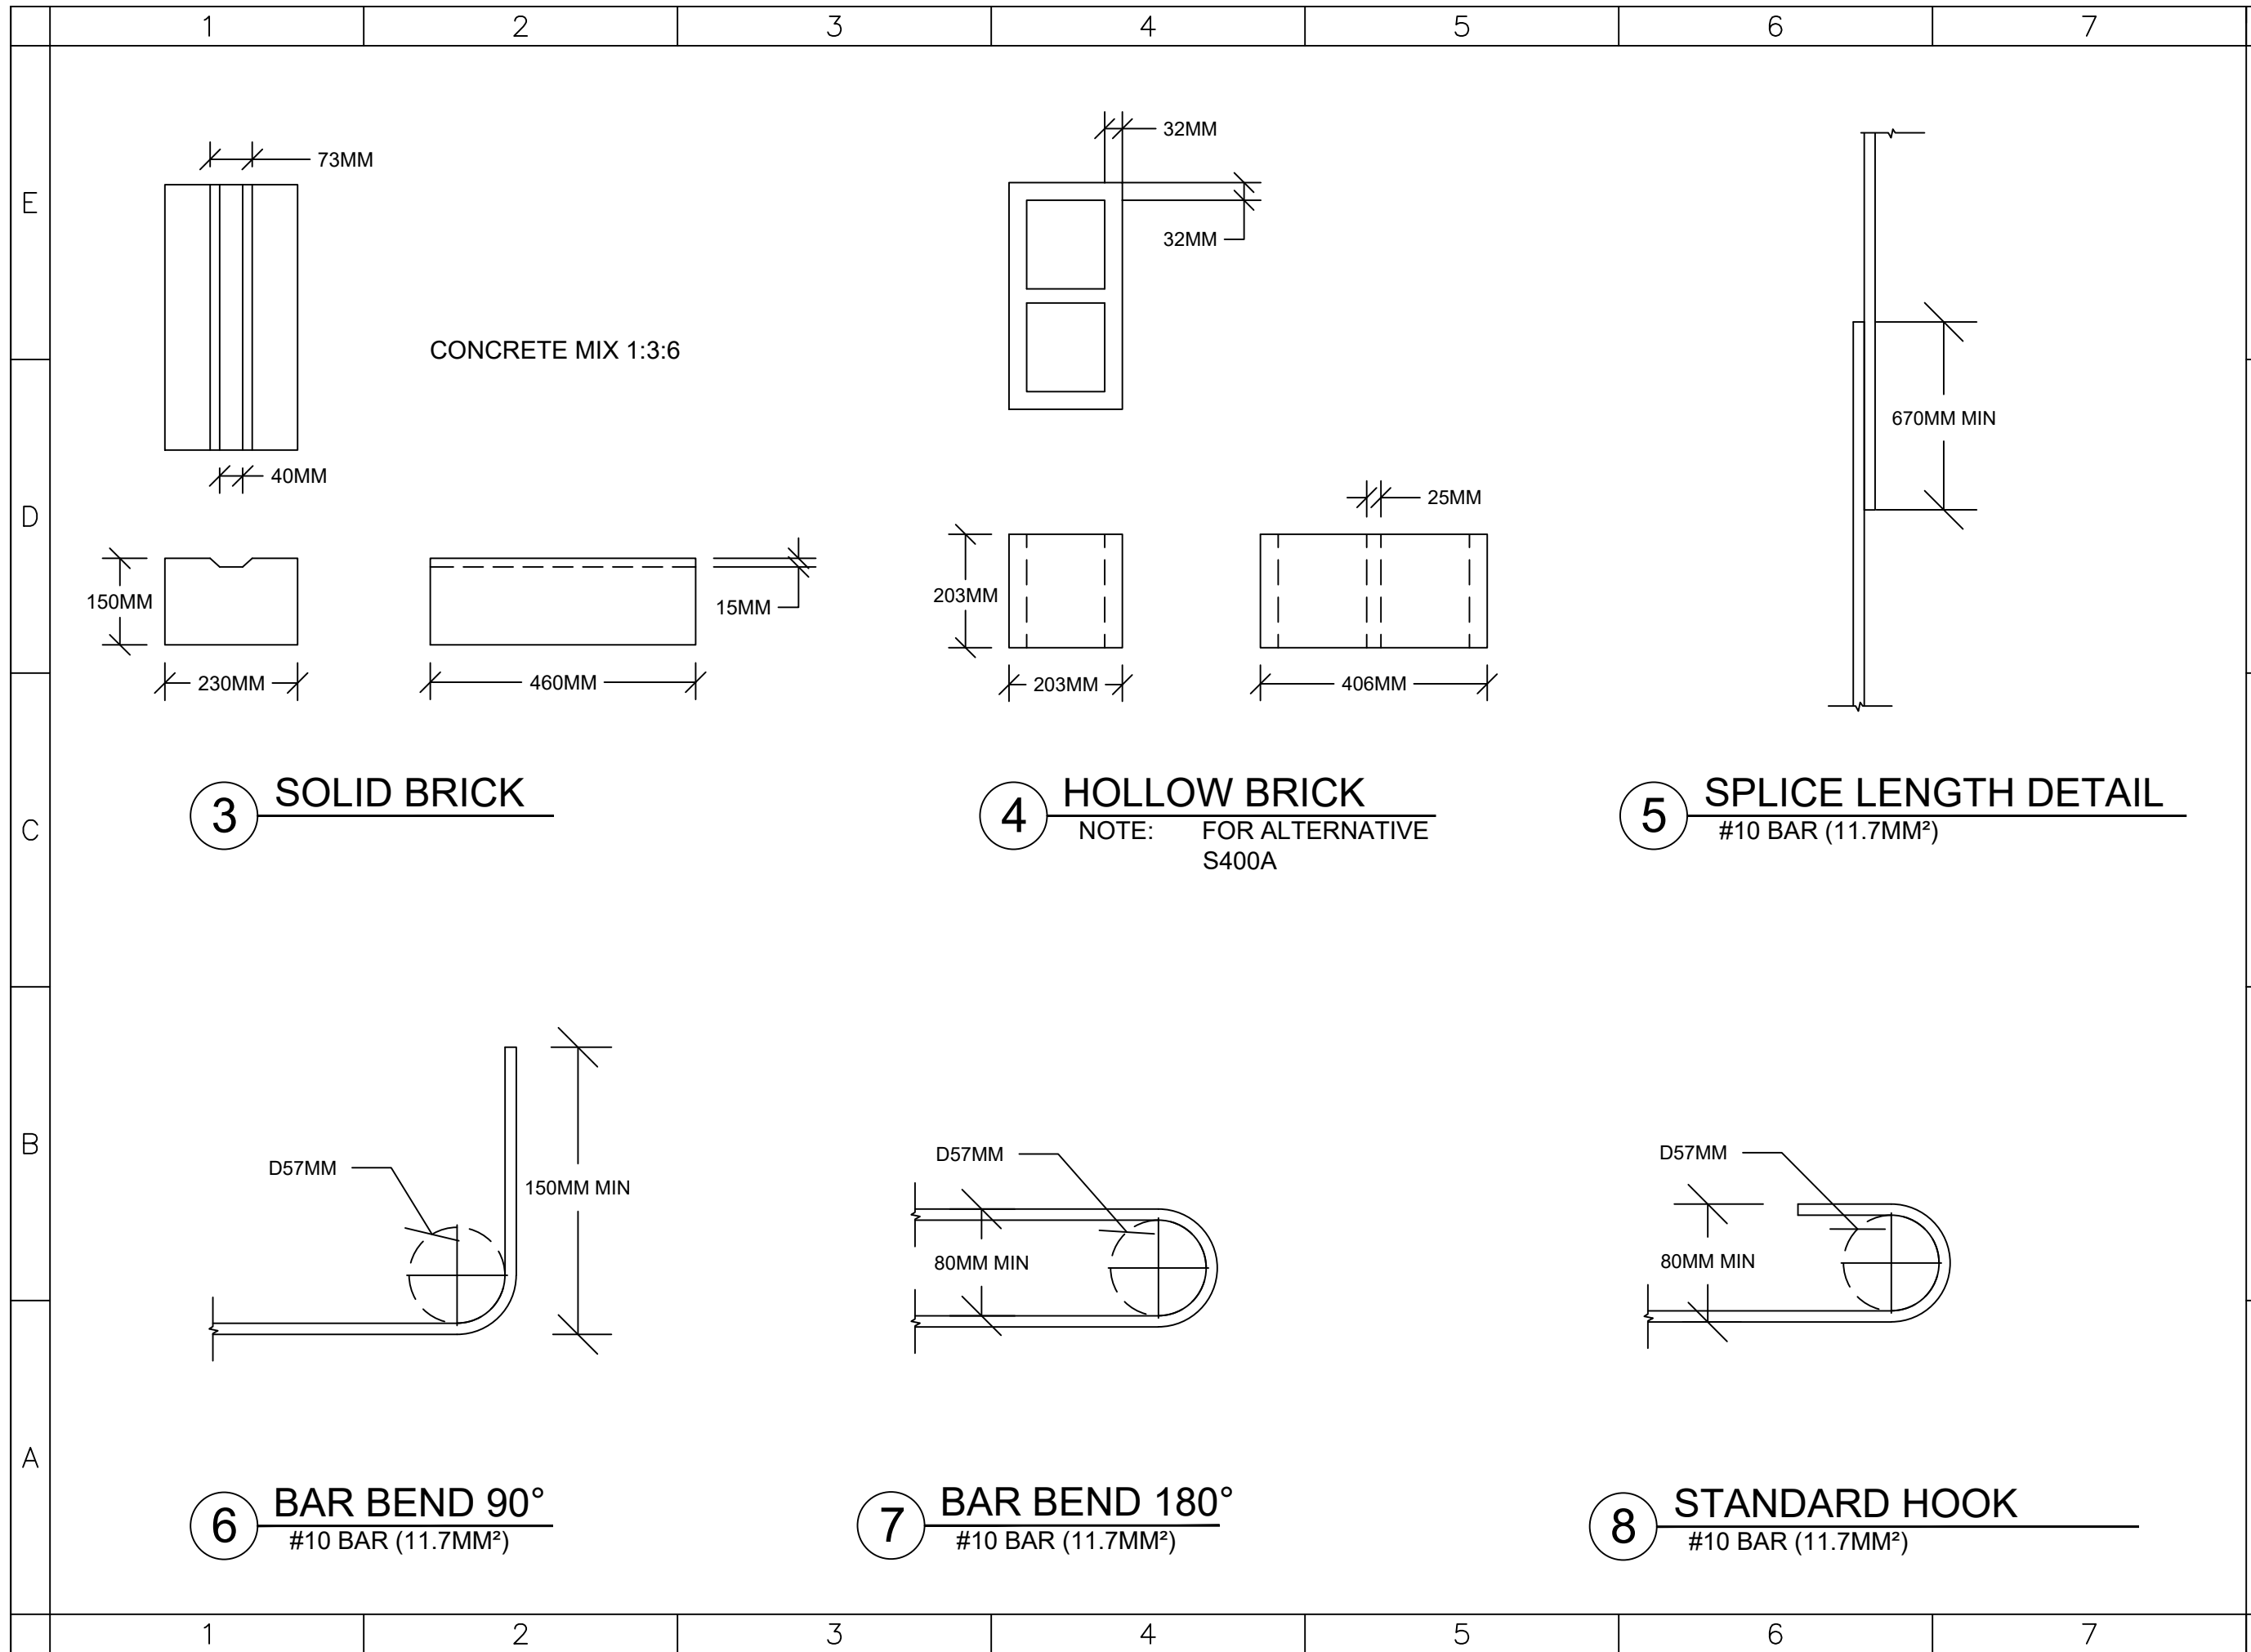 1 2 3 4 5 6 7
E
D
C
B
A
73MM
32MM
32MM
CONCRETE MIX 1:3:6
670MM MIN
40MM
25MM
150MM
15MM
203MM
230MM
460MM
203MM
406MM
3 SOLID BRICK
4 HOLLOW BRICK
NOTE: FOR ALTERNATIVE
S400A
5 SPLICE LENGTH DETAIL
#10 BAR (11.7MM²)
D57MM
150MM MIN
D57MM
80MM MIN
D57MM
80MM MIN
6 BAR BEND 90°
#10 BAR (11.7MM²)
7 BAR BEND 180°
#10 BAR (11.7MM²)
8 STANDARD HOOK
#10 BAR (11.7MM²)
1 2 3 4 5 6 7